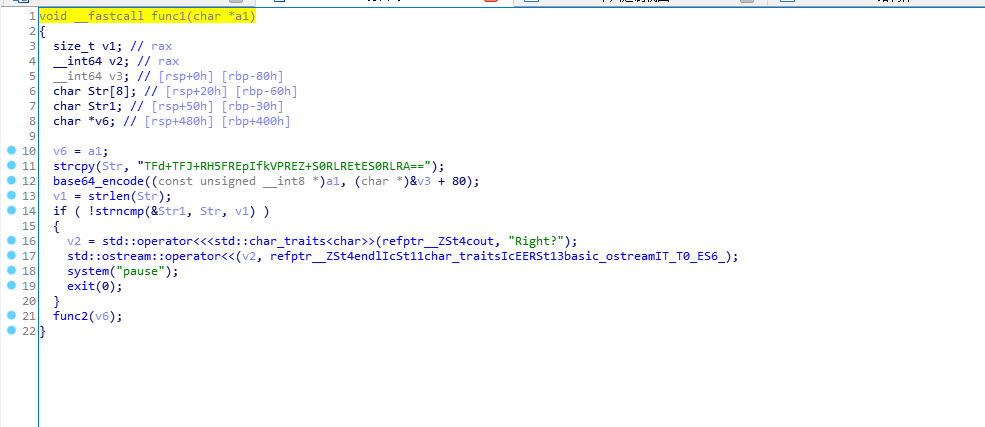 1 void __fastcall func1(char *a1)
2 {
3 size_t v1; // rax
4 __int64 v2; // rax
5 __int64 v3; // [rsp+0h] [rbp-80h]
6 char Str[8]; // [rsp+20h] [rbp-60h]
7 char Str1; // [rsp+50h] [rbp-30h]
8 char *v6; // [rsp+480h] [rbp+400h]
9
10 v6 = a1;
11 strcpy(Str, "TFd+TFJ+RH5FREpIfkVPREZ+S0RLREtES0RLRA==");
12 base64_encode((const unsigned __int8 *)a1, (char *)&v3 + 80);
13 v1 = strlen(Str);
14 if ( !strncmp(&Str1, Str, v1) )
15 {
16 v2 = std::operator<<<std::char_traits<char>>(refptr__ZSt4cout, "Right?");
17 std::ostream::operator<<(v2, refptr__ZSt4endlIcSt11char_traitsIcEERSt13basic_ostreamIT_T0_ES6_);
18 system("pause");
19 exit(0);
20 }
21 func2(v6);
22 }